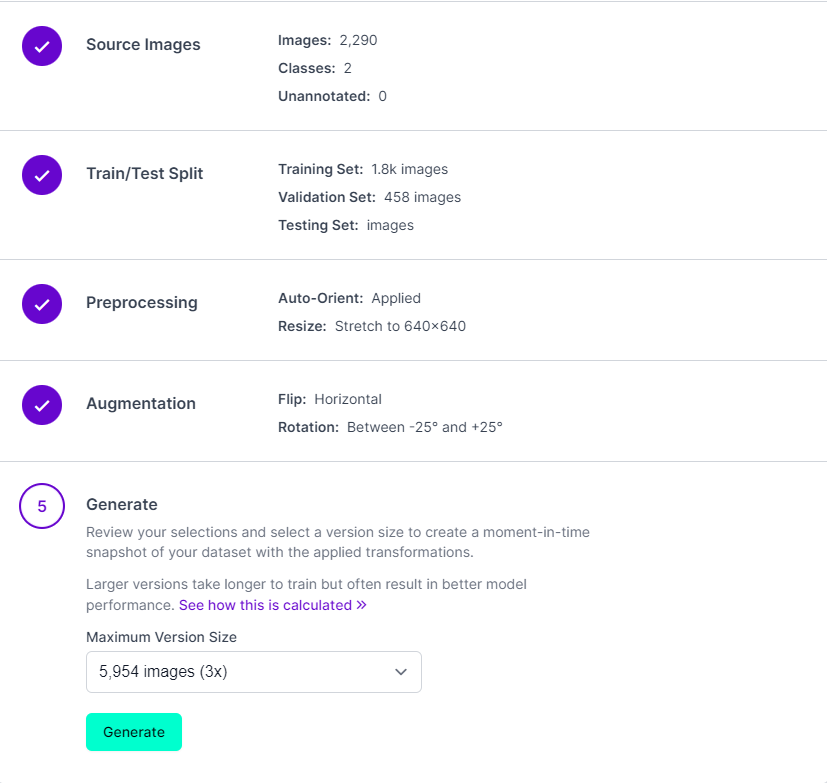 Source Images
Images: 2,290
Classes: 2
Unannotated: 0
Train/Test Split
Training Set: 1.8k images
Validation Set: 458 images
Testing Set: images
Preprocessing
Auto-Orient: Applied
Resize: Stretch to 640×640
Augmentation
Flip: Horizontal
Rotation: Between -25° and +25°
5
Generate
Review your selections and select a version size to create a moment-in-time
snapshot of your dataset with the applied transformations.
Larger versions take longer to train but often result in better model
performance. See how this is calculated »
Maximum Version Size
5,954 images (3x)
Generate